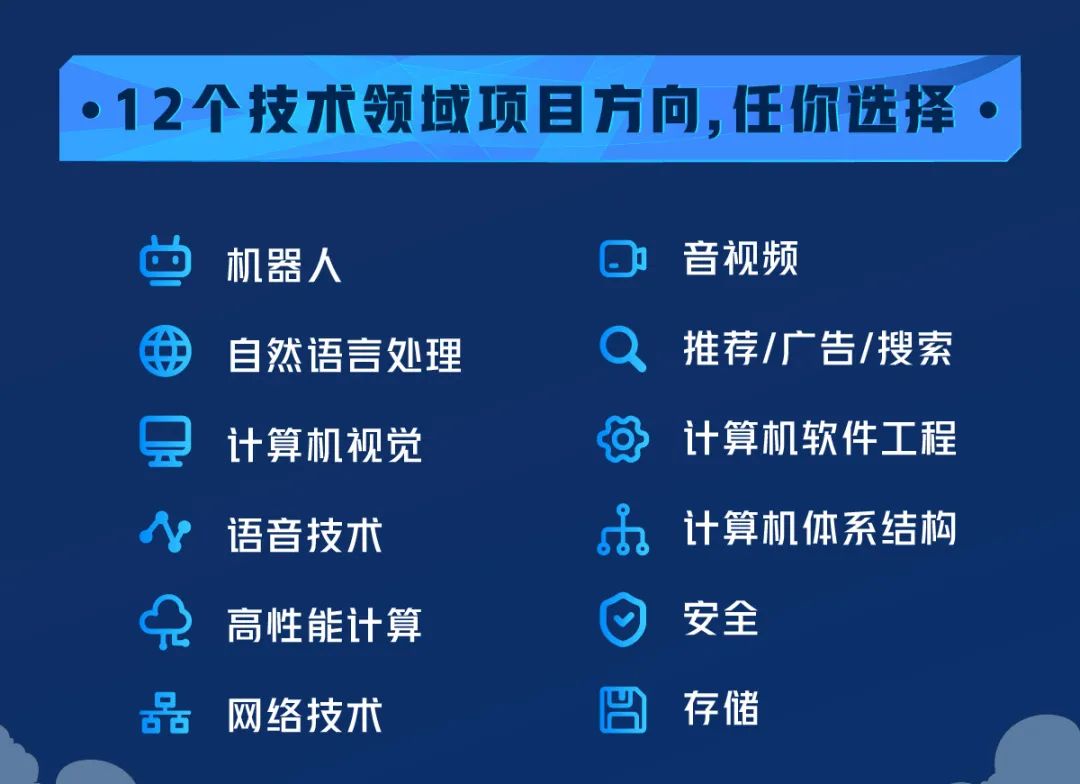 •12个技术领域项目方向,任你选择•
机器人
音视频
自然语言处理
推荐/广告/搜索
计算机视觉
计算机软件工程
语音技术
计算机体系结构
高性能计算
安全
网络技术
存储